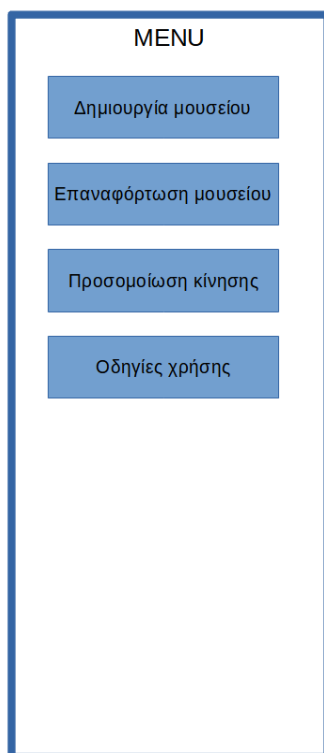 MENU
Δημιουργία μουσείου
Επαναφόρτωση μουσείου
Προσομοίωση κίνησης
Οδηγίες χρήσης